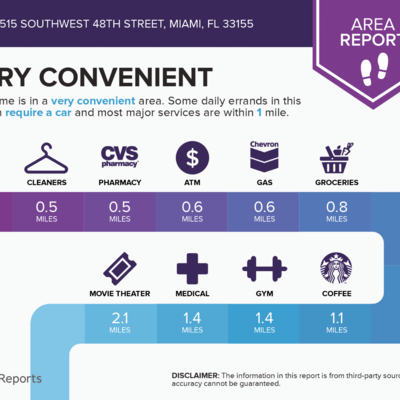 515 SOUTHWEST 48TH STREET, MIAMI, FL 33155
AREA
REPORT
RY CONVENIENT
me is in a very convenient area. Some daily errands in this
require a car and most major services are within 1 mile.
CVS
pharmacy
$
Chevron
CLEANERS PHARMACY ATM GAS GROCERIES
0.5 0.5 0.6 0.6 0.8
MILES MILES MILES MILES MILES
MOVIE THEATER MEDICAL GYM COFFEE
2.1 1.4 1.4 1.1
MILES MILES MILES MILES
Reports
DISCLAIMER: The information in this report is from third-party sour
accuracy cannot be guaranteed.